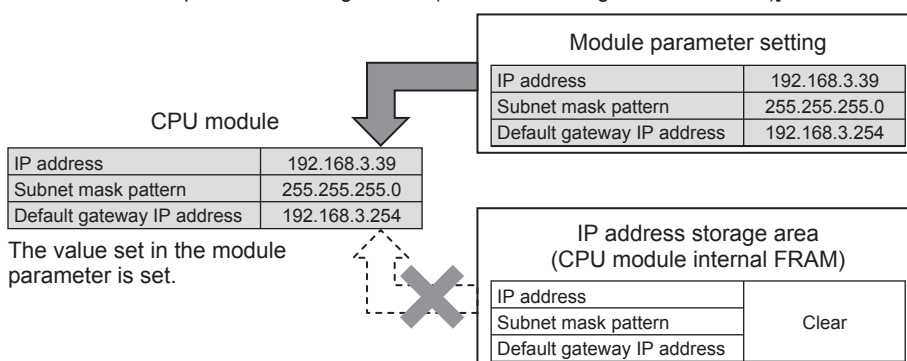 Module parameter setting
IP address 192.168.3.39
Subnet mask pattern 255.255.255.0
Default gateway IP address 192.168.3.254
CPU module
IP address 192.168.3.39
Subnet mask pattern 255.255.255.0
Default gateway IP address 192.168.3.254
The value set in the module
parameter is set.
IP address storage area
(CPU module internal FRAM)
IP address
Subnet mask pattern Clear
Default gateway IP address